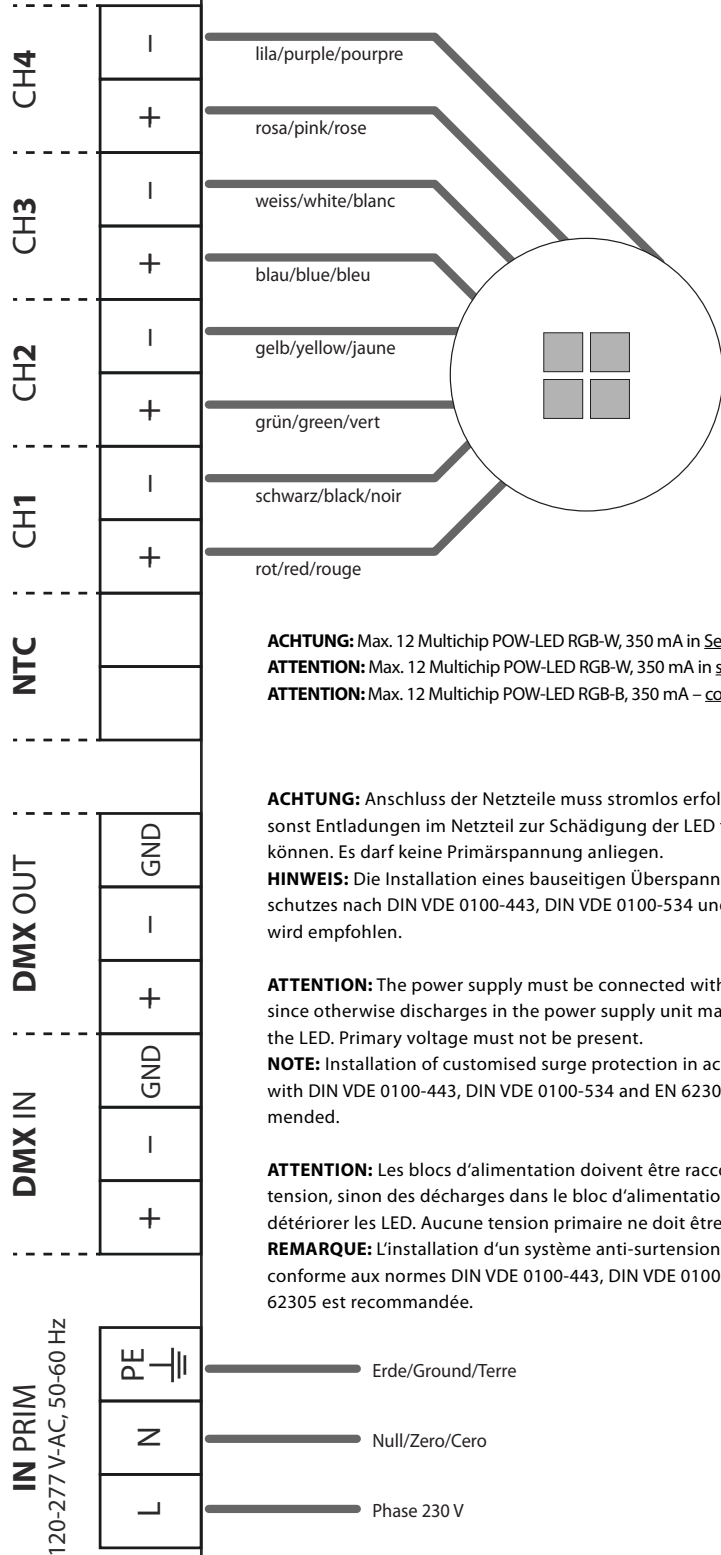 CH4
−
lila/purple/pourpre
+
rosa/pink/rose
CH3
−
weiss/white/blanc
+
blau/blue/bleu
CH2
−
gelb/yellow/jaune
+
grün/green/vert
CH1
−
schwarz/black/noir
+
rot/red/rouge
NTC
ACHTUNG: Max. 12 Multichip POW-LED RGB-W, 350 mA in
ATTENTION: Max. 12 Multichip POW-LED RGB-W, 350 mA in
ATTENTION: Max. 12 Multichip POW-LED RGB-B, 350 mA –
ACHTUNG: Anschluss der Netzteile muss stromlos
sonst Entladungen im Netzteil zur Schädigung der LED
können. Es darf keine Primärspannung anliegen.
HINWEIS: Die Installation eines bauseitigen
schutzes nach DIN VDE 0100-443, DIN VDE 0100-534
wird empfohlen.
ATTENTION: The power supply must be connected
since otherwise discharges in the power supply unit
the LED. Primary voltage must not be present.
NOTE: Installation of customised surge protection in
with DIN VDE 0100-443, DIN VDE 0100-534 and EN
mended.
ATTENTION: Les blocs d‘alimentation doivent être
tension, sinon des décharges dans le bloc
détériorer les LED. Aucune tension primaire ne doit être
REMARQUE: L‘installation d‘un système anti-surtension
conforme aux normes DIN VDE 0100-443, DIN VDE
62305 est recommandée.
DMX OUT
GND
−
+
DMX IN
GND
−
+
IN PRIM
120-277 V-AC, 50-60 Hz
PE
Erde/Ground/Terre
N
Null/Zero/Cero
L
Phase 230 V